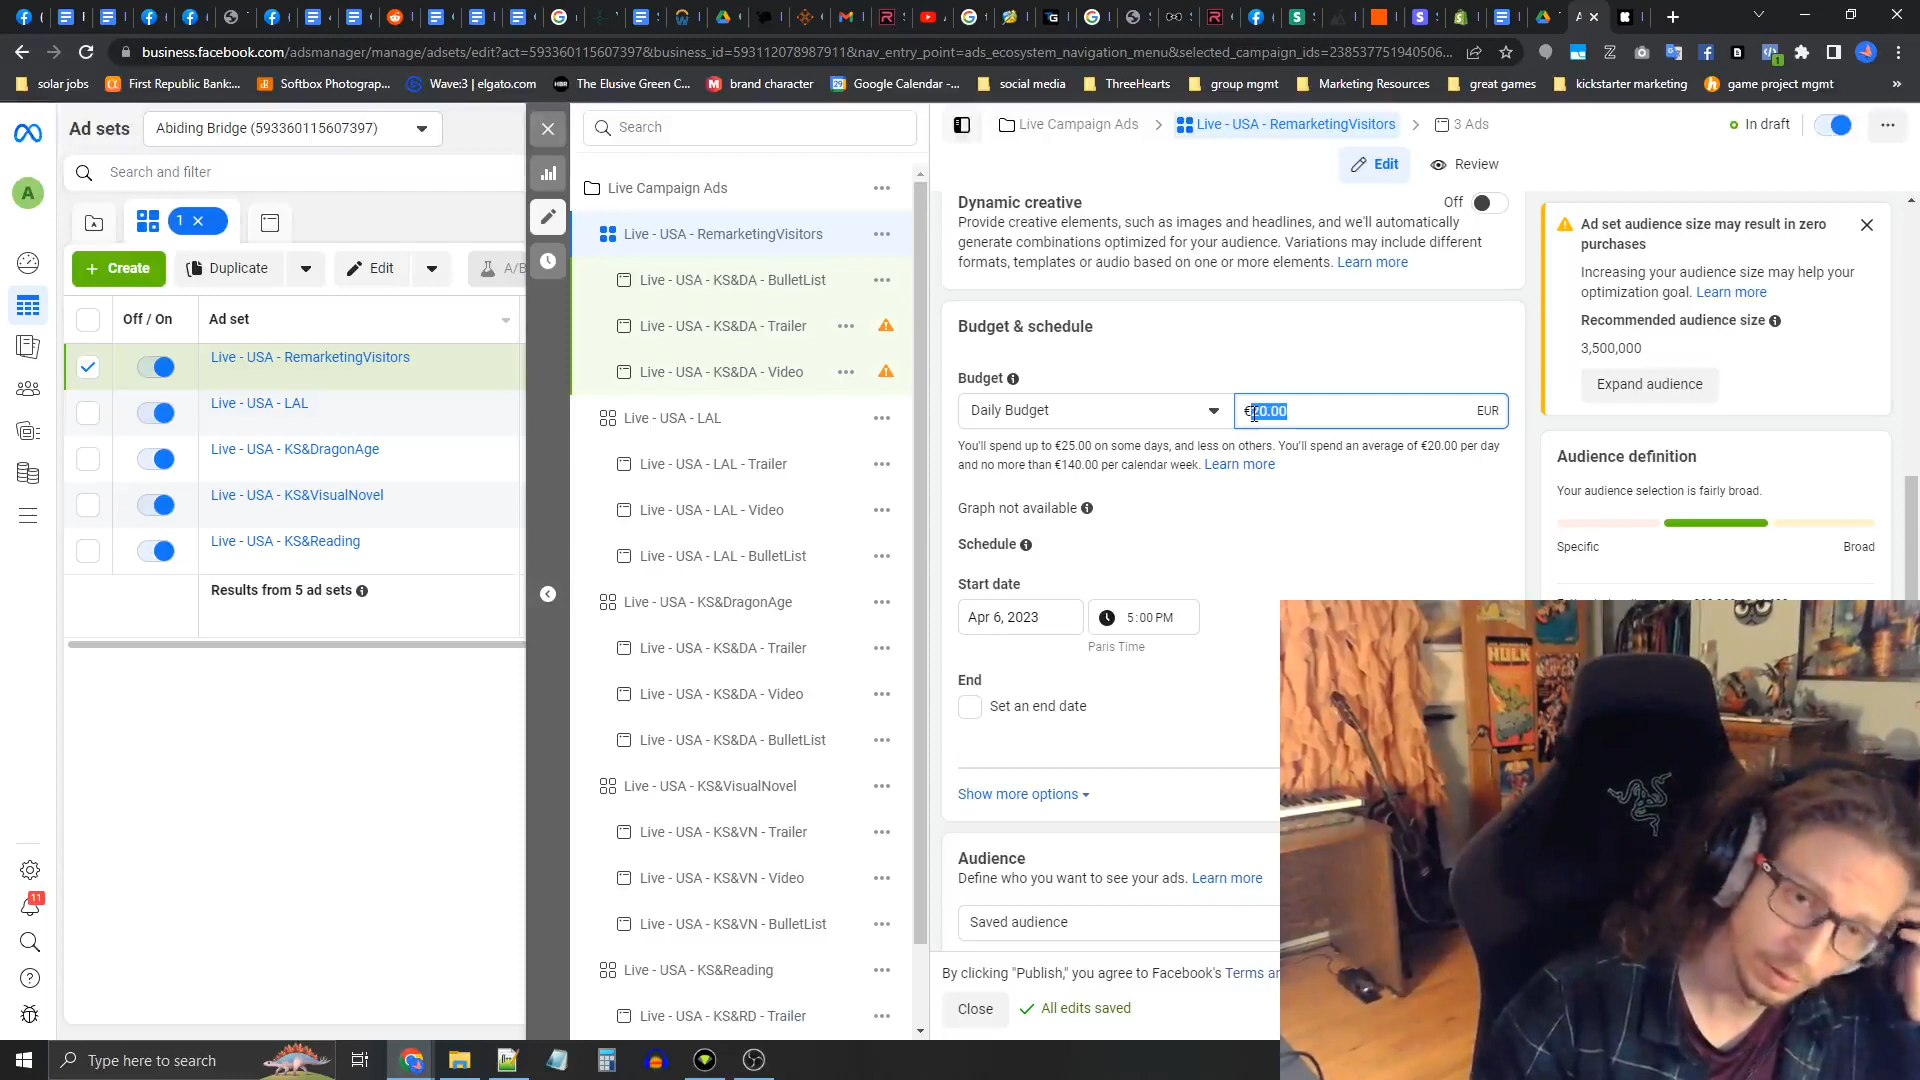 business.facebook.com/adsmanager/manage/adsets/edit?act=593360115607397&business_id=593112078987911&nav_entry_point=ads_ecosystem_navigation_menu&selected_campaign_ids=238537751940506...
solar jobs
First Republic Bank:...
Softbox Photograp...
Wave:3 | elgato.com
The Elusive Green C...
brand character
Google Calendar -...
social media
ThreeHearts
group mgmt
Marketing Resources
great games
kickstarter marketing
game project mgmt
»
Ad sets
Abiding Bridge (593360115607397)
Search and filter
A
1
Create
Duplicate
Edit
A/B
Off / On
Ad set
Live - USA - RemarketingVisitors
Live - USA - LAL
Live - USA - KS&DragonAge
Live - USA - KS&VisualNovel
Live - USA - KS&Reading
Results from 5 ad sets
11
Search
Live Campaign Ads
Live - USA - RemarketingVisitors
Live - USA - KS&DA - BulletList
Live - USA - KS&DA - Trailer
Live - USA - KS&DA - Video
Live - USA - LAL
Live - USA - LAL - Trailer
Live - USA - LAL - Video
Live - USA - LAL - BulletList
Live - USA - KS&DragonAge
Live - USA - KS&DA - Trailer
Live - USA - KS&DA - Video
Live - USA - KS&DA - BulletList
Live - USA - KS&VisualNovel
Live - USA - KS&VN - Trailer
Live - USA - KS&VN - Video
Live - USA - KS&VN - BulletList
Live - USA - KS&Reading
Live - USA - KS&RD - Trailer
Live Campaign Ads
Live - USA - RemarketingVisitors
3 Ads
In draft
Edit
Review
Dynamic creative
Off
Provide creative elements, such as images and headlines, and we'll automatically
generate combinations optimized for your audience. Variations may include different
formats, templates or audio based on one or more elements. Learn more
Budget & schedule
Budget
Daily Budget
€20.00
EUR
You'll spend up to €25.00 on some days, and less on others. You'll spend an average of €20.00 per day
and no more than €140.00 per calendar week. Learn more
Graph not available
Schedule
Start date
Apr 6, 2023
5:00 PM
Paris Time
End
Set an end date
Show more options
Audience
Define who you want to see your ads. Learn more
Saved audience
By clicking "Publish," you agree to Facebook's Terms an
Close
All edits saved
Ad set audience size may result in zero
purchases
Increasing your audience size may help your
optimization goal. Learn more
Recommended audience size
3,500,000
Expand audience
Audience definition
Your audience selection is fairly broad.
Specific
Broad
HULK
Type here to search